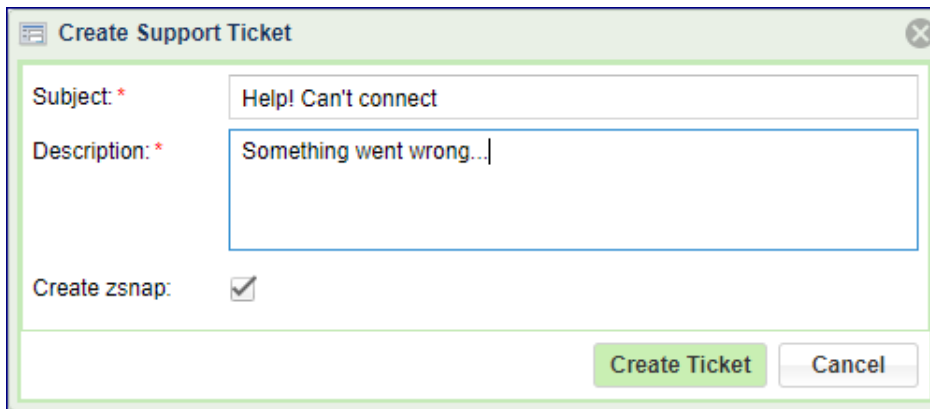 Create Support Ticket
Subject: * Help! Can't connect
Description: * Something went wrong...
Create zsnap:
Create Ticket Cancel